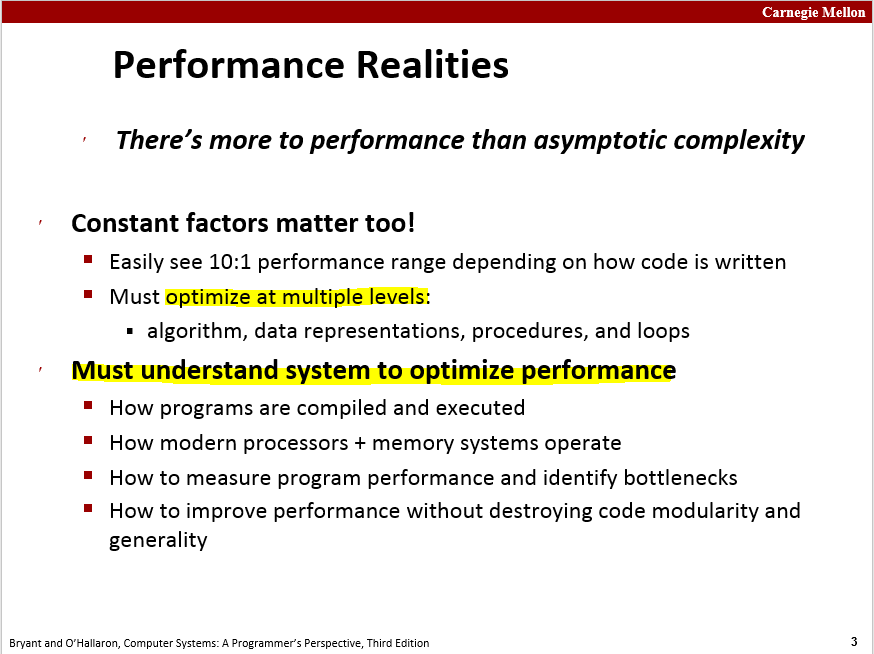 Carnegie Mellon
Performance Realities
There's more to performance than asymptotic complexity
Constant factors matter too!
Easily see 10:1 performance range depending on how code is written
Must optimize at multiple levels:
algorithm, data representations, procedures, and loops
Must understand system to optimize performance
How programs are compiled and executed
How modern processors + memory systems operate
How to measure program performance and identify bottlenecks
How to improve performance without destroying code modularity and
generality
Bryant and O'Hallaron, Computer Systems: A Programmer's Perspective, Third Edition
3